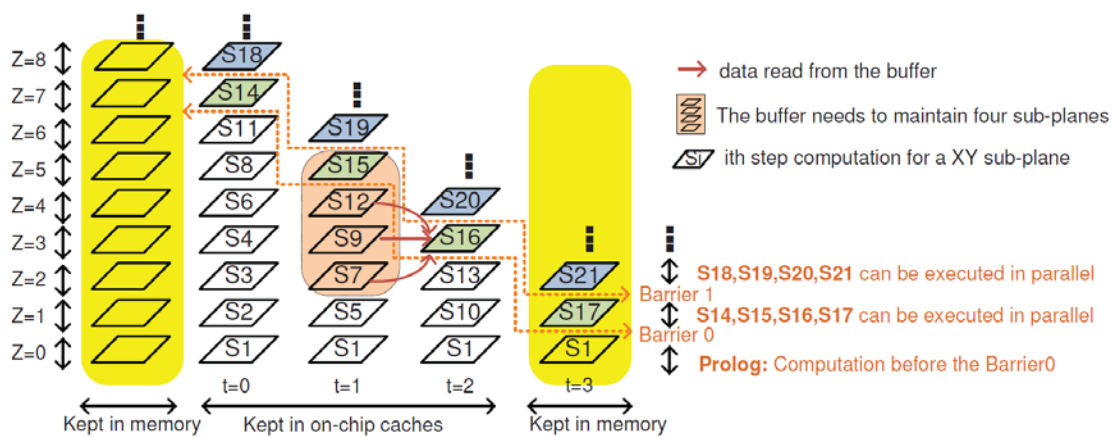 Z=8 S18
Z=7 S14
Z=6 S11 S19
Z=5 S8 S15
Z=4 S6 S12 S20
Z=3 S4 S9 S16
Z=2 S3 S7 S13 S21
Z=1 S2 S5 S10 S17
Z=0 S1 S1 S1 S1
t=0 t=1 t=2 t=3
Kept in memory Kept in on-chip caches Kept in memory
data read from the buffer
The buffer needs to maintain four sub-planes
Si ith step computation for a XY sub-plane
S18,S19,S20,S21 can be executed in parallel
Barrier 1
S14,S15,S16,S17 can be executed in parallel
Barrier 0
Prolog: Computation before the Barrier0